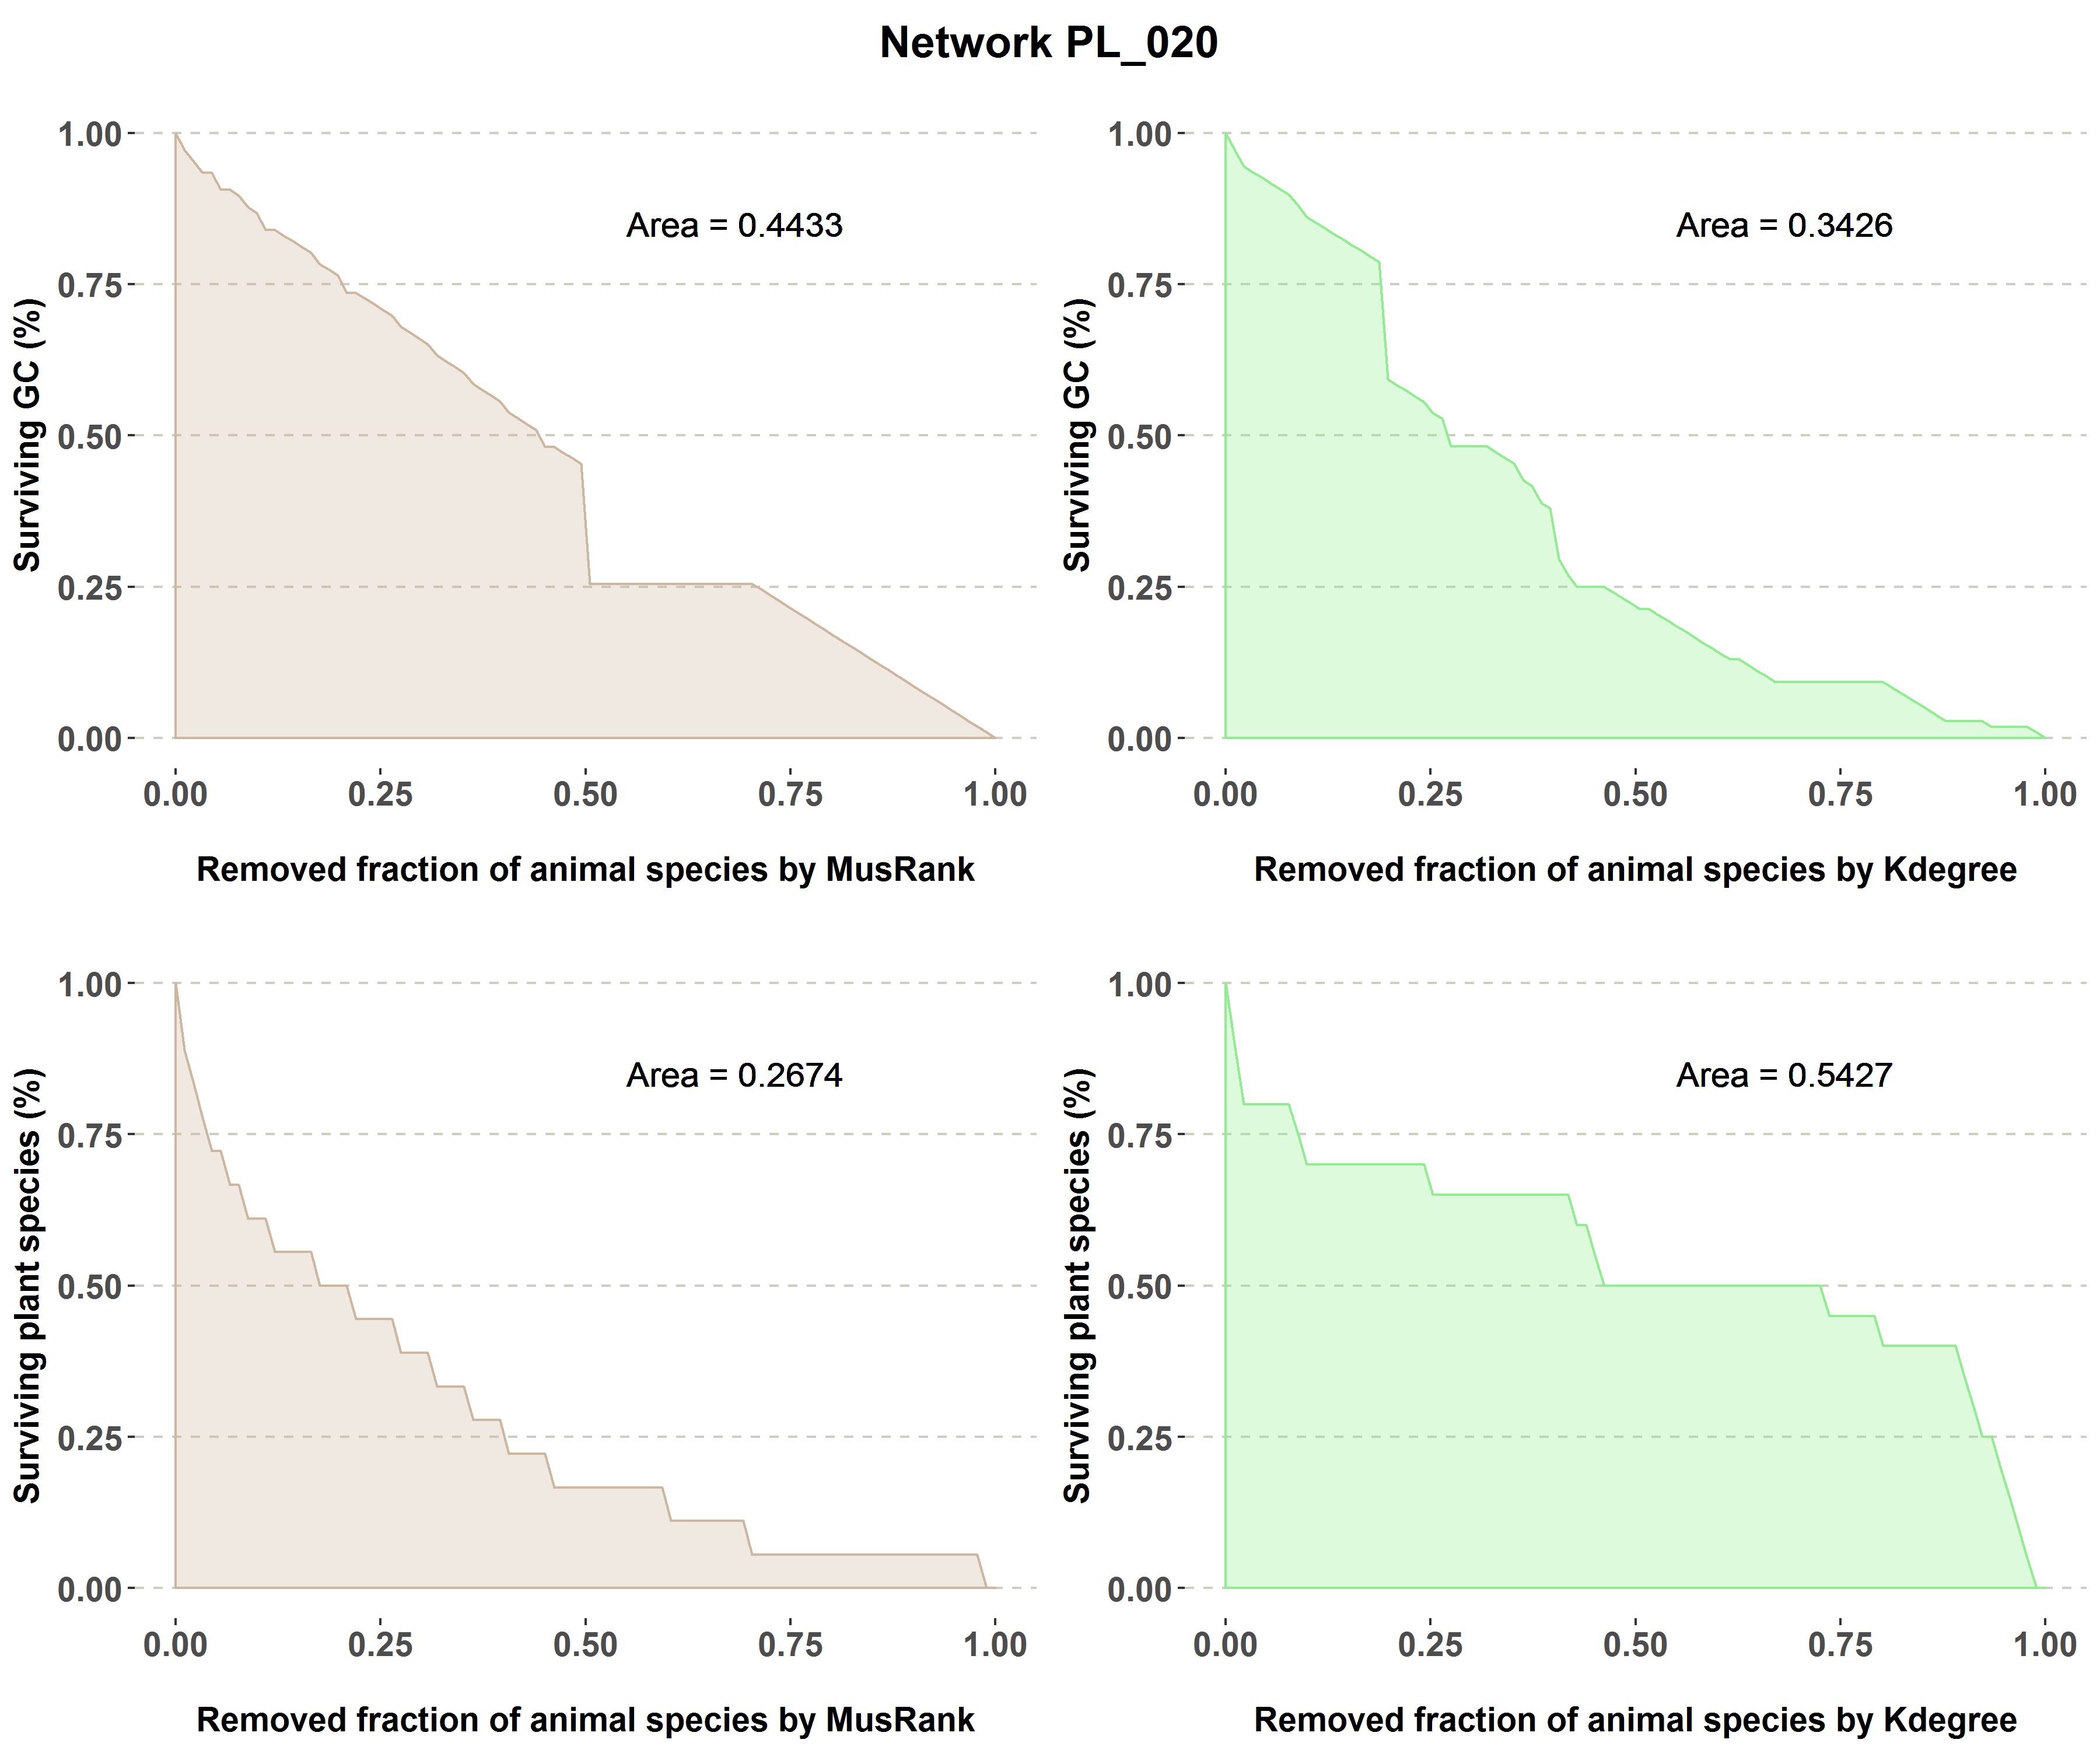 Network PL_020
Surviving GC (%)
1.00
0.75
0.50
0.25
0.00
Area = 0.4433
0.00 0.25 0.50 0.75 1.00
Removed fraction of animal species by MusRank
Surviving GC (%)
1.00
0.75
0.50
0.25
0.00
Area = 0.3426
0.00 0.25 0.50 0.75 1.00
Removed fraction of animal species by Kdegree
Surviving plant species (%)
1.00
0.75
0.50
0.25
0.00
Area = 0.2674
0.00 0.25 0.50 0.75 1.00
Removed fraction of animal species by MusRank
Surviving plant species (%)
1.00
0.75
0.50
0.25
0.00
Area = 0.5427
0.00 0.25 0.50 0.75 1.00
Removed fraction of animal species by Kdegree